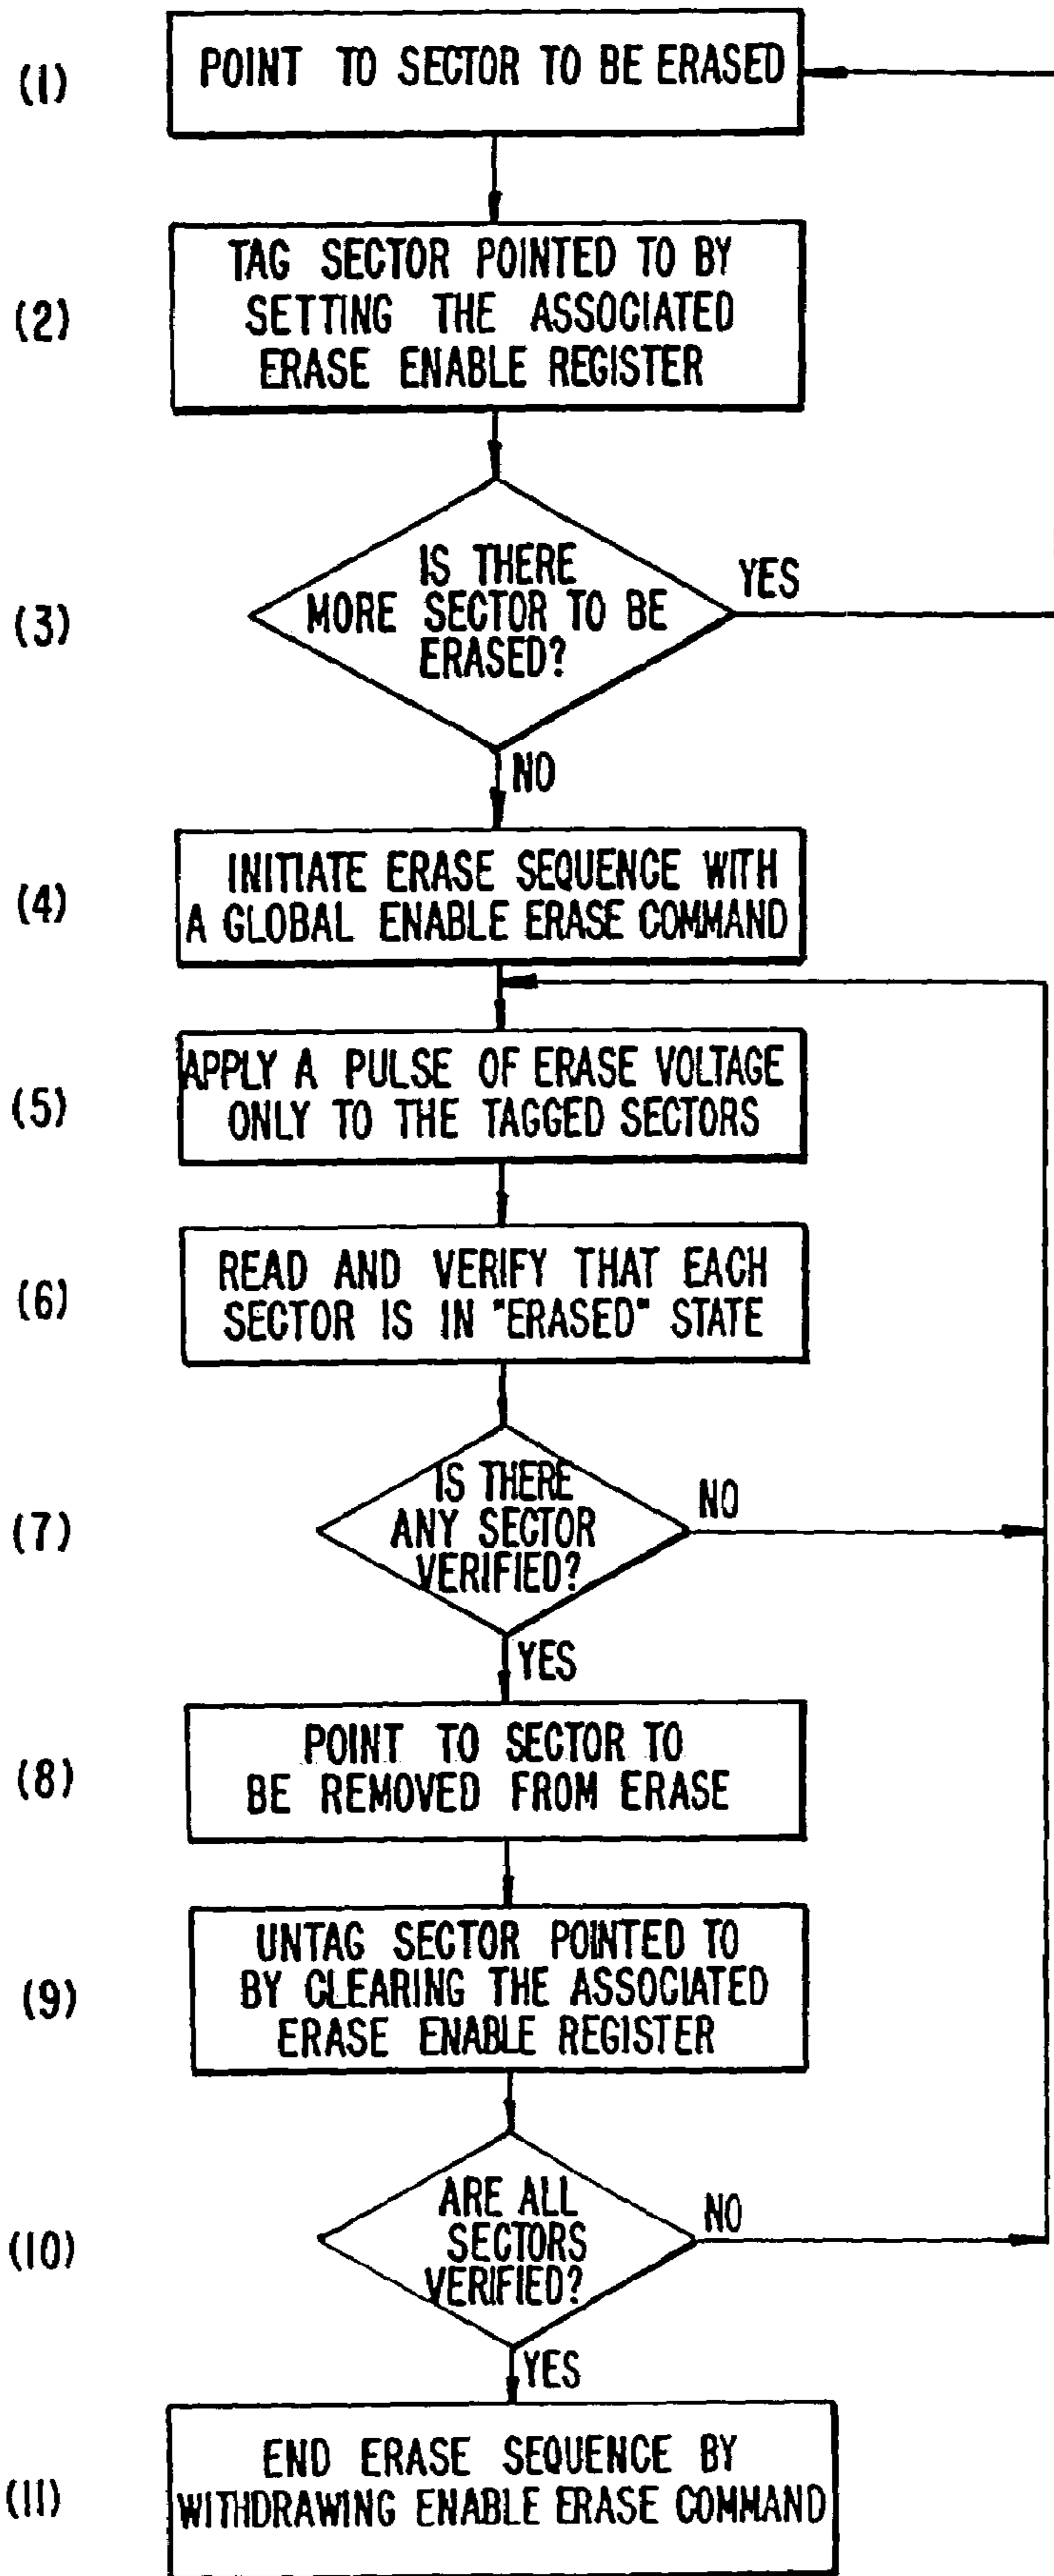 (1)
POINT TO SECTOR TO BE ERASED
(2)
TAG SECTOR POINTED TO BY
SETTING THE ASSOCIATED
ERASE ENABLE REGISTER
(3)
IS THERE
MORE SECTOR TO BE
ERASED?
YES
NO
(4)
INITIATE ERASE SEQUENCE WITH
A GLOBAL ENABLE ERASE COMMAND
(5)
APPLY A PULSE OF ERASE VOLTAGE
ONLY TO THE TAGGED SECTORS
(6)
READ AND VERIFY THAT EACH
SECTOR IS IN "ERASED" STATE
(7)
IS THERE
ANY SECTOR
VERIFIED?
NO
YES
(8)
POINT TO SECTOR TO
BE REMOVED FROM ERASE
(9)
UNTAG SECTOR POINTED TO
BY CLEARING THE ASSOCIATED
ERASE ENABLE REGISTER
(10)
ARE ALL
SECTORS
VERIFIED?
NO
YES
(11)
END ERASE SEQUENCE BY
WITHDRAWING ENABLE ERASE COMMAND